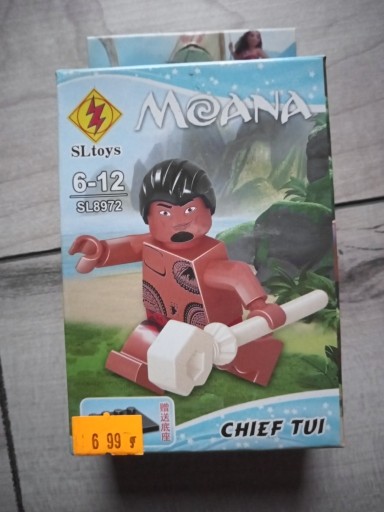 MOANA
SLtoys
6-12
SL8972
赠送底座
6 99 g
CHIEF TUI